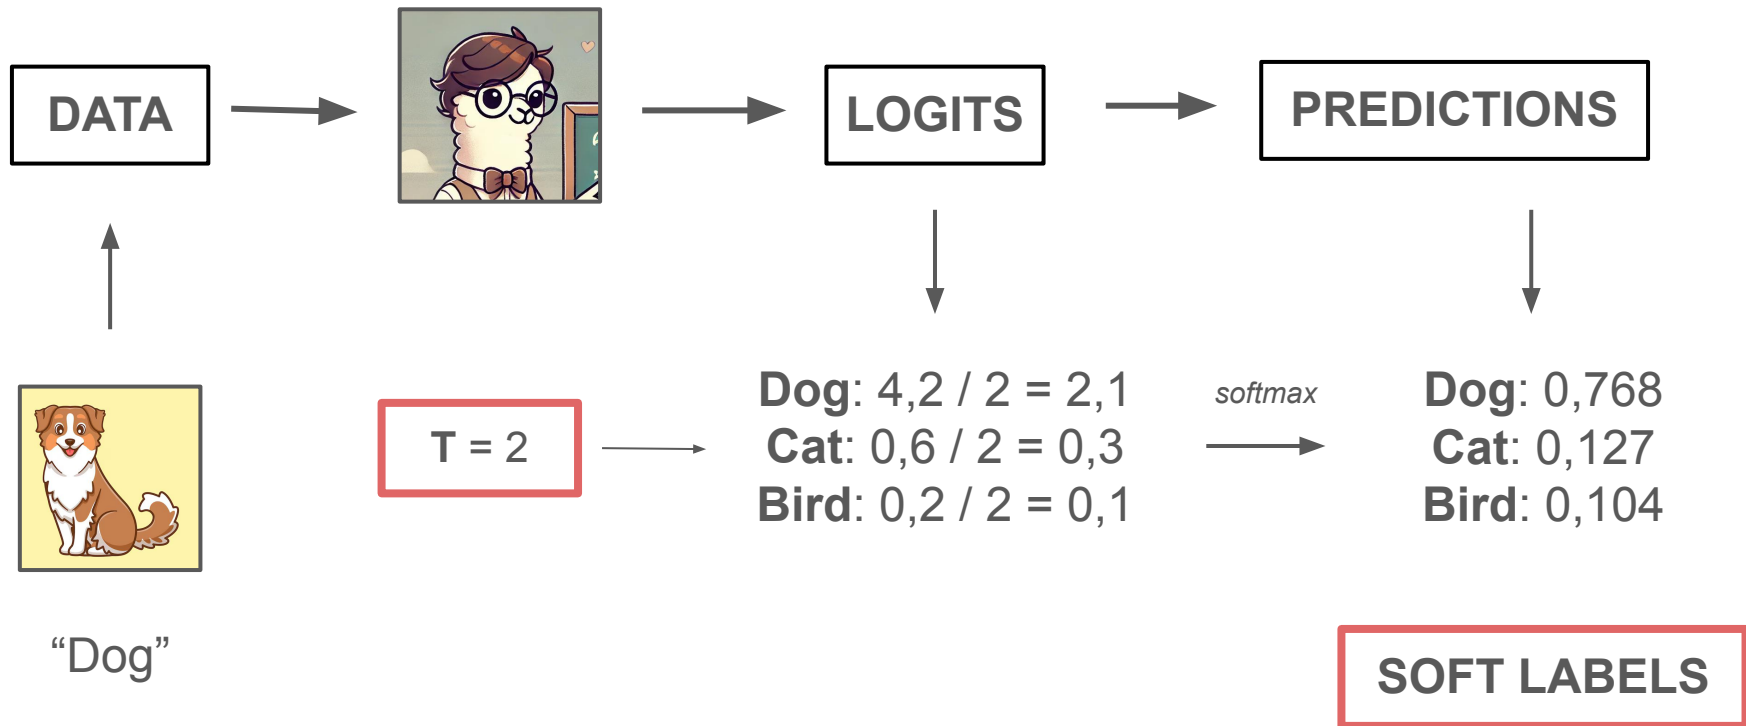 DATA
LOGITS
PREDICTIONS
T = 2
Dog: 4,2 / 2 = 2,1
Cat: 0,6 / 2 = 0,3
Bird: 0,2 / 2 = 0,1
softmax
Dog: 0,768
Cat: 0,127
Bird: 0,104
“Dog”
SOFT LABELS